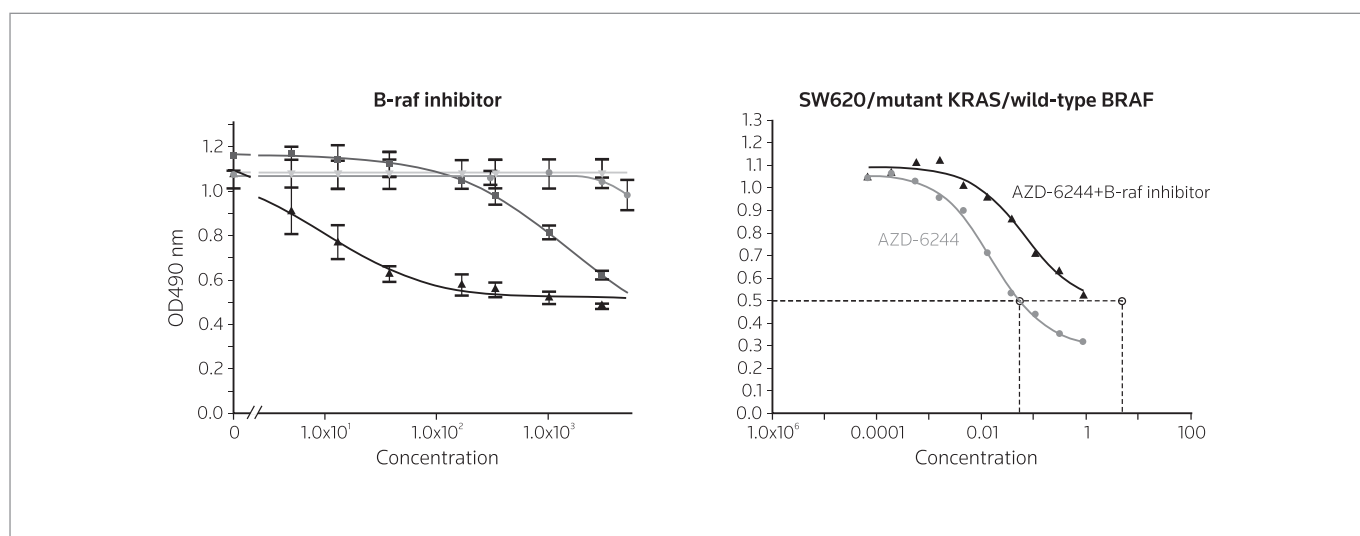 B-raf inhibitor
OD490 nm
1.2
1.0
0.8
0.6
0.4
0.2
0.0
0
1.0x10¹
1.0x10²
1.0x10³
Concentration
SW620/mutant KRAS/wild-type BRAF
1.3
1.2
1.1
1.0
0.9
0.8
0.7
0.6
0.5
0.4
0.3
0.2
0.1
0.0
AZD-6244+B-raf inhibitor
AZD-6244
1.0x10⁶
0.0001
0.01
1
100
Concentration